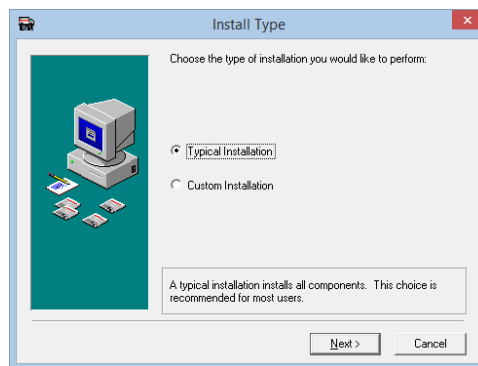 Install Type
Choose the type of installation you would like to perform:
Typical Installation
Custom Installation
A typical installation installs all components. This choice is
recommended for most users.
Next >
Cancel